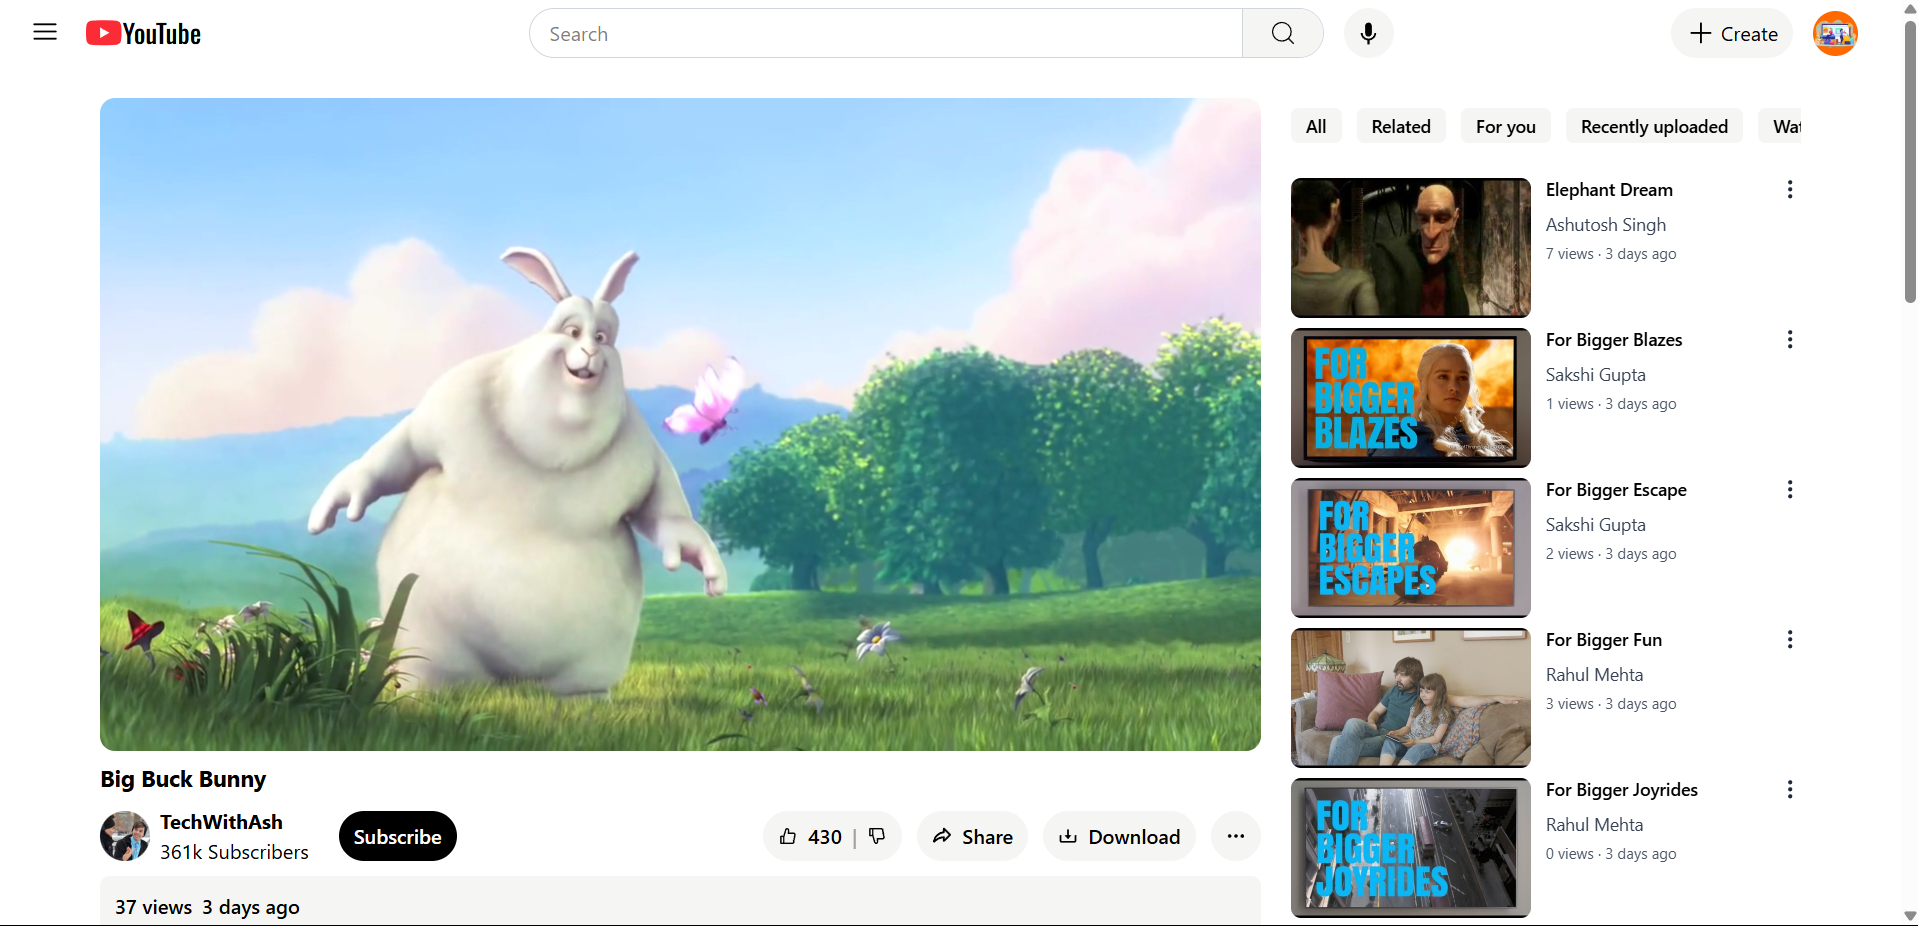 YouTube
Search
Create
All
Related
For you
Recently uploaded
Wat
Elephant Dream
Ashutosh Singh
7 views · 3 days ago
FOR
BIGGER
BLAZES
For Bigger Blazes
Sakshi Gupta
1 views · 3 days ago
FOR
BIGGER
ESCAPES
For Bigger Escape
Sakshi Gupta
2 views · 3 days ago
For Bigger Fun
Rahul Mehta
3 views · 3 days ago
FOR
BIGGER
JOYRIDES
For Bigger Joyrides
Rahul Mehta
0 views · 3 days ago
Big Buck Bunny
TechWithAsh
361k Subscribers
Subscribe
430 |
Share
Download
37 views 3 days ago